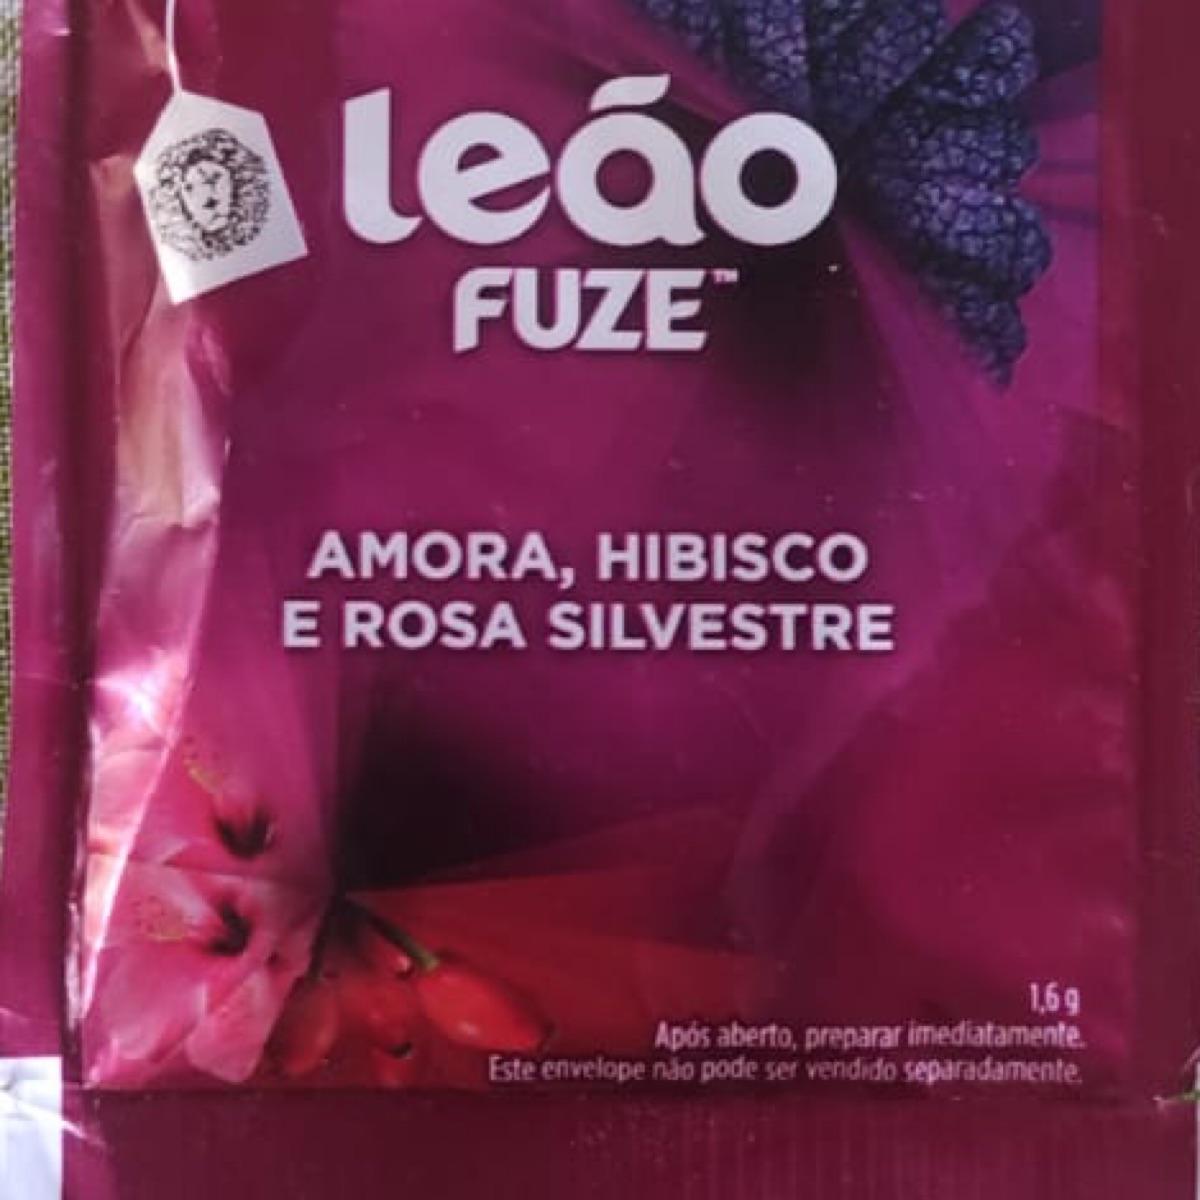 leão
FUZE™
AMORA, HIBISCO
E ROSA SILVESTRE
1,6 g
Após aberto, preparar imediatamente.
Este envelope não pode ser vendido separadamente.